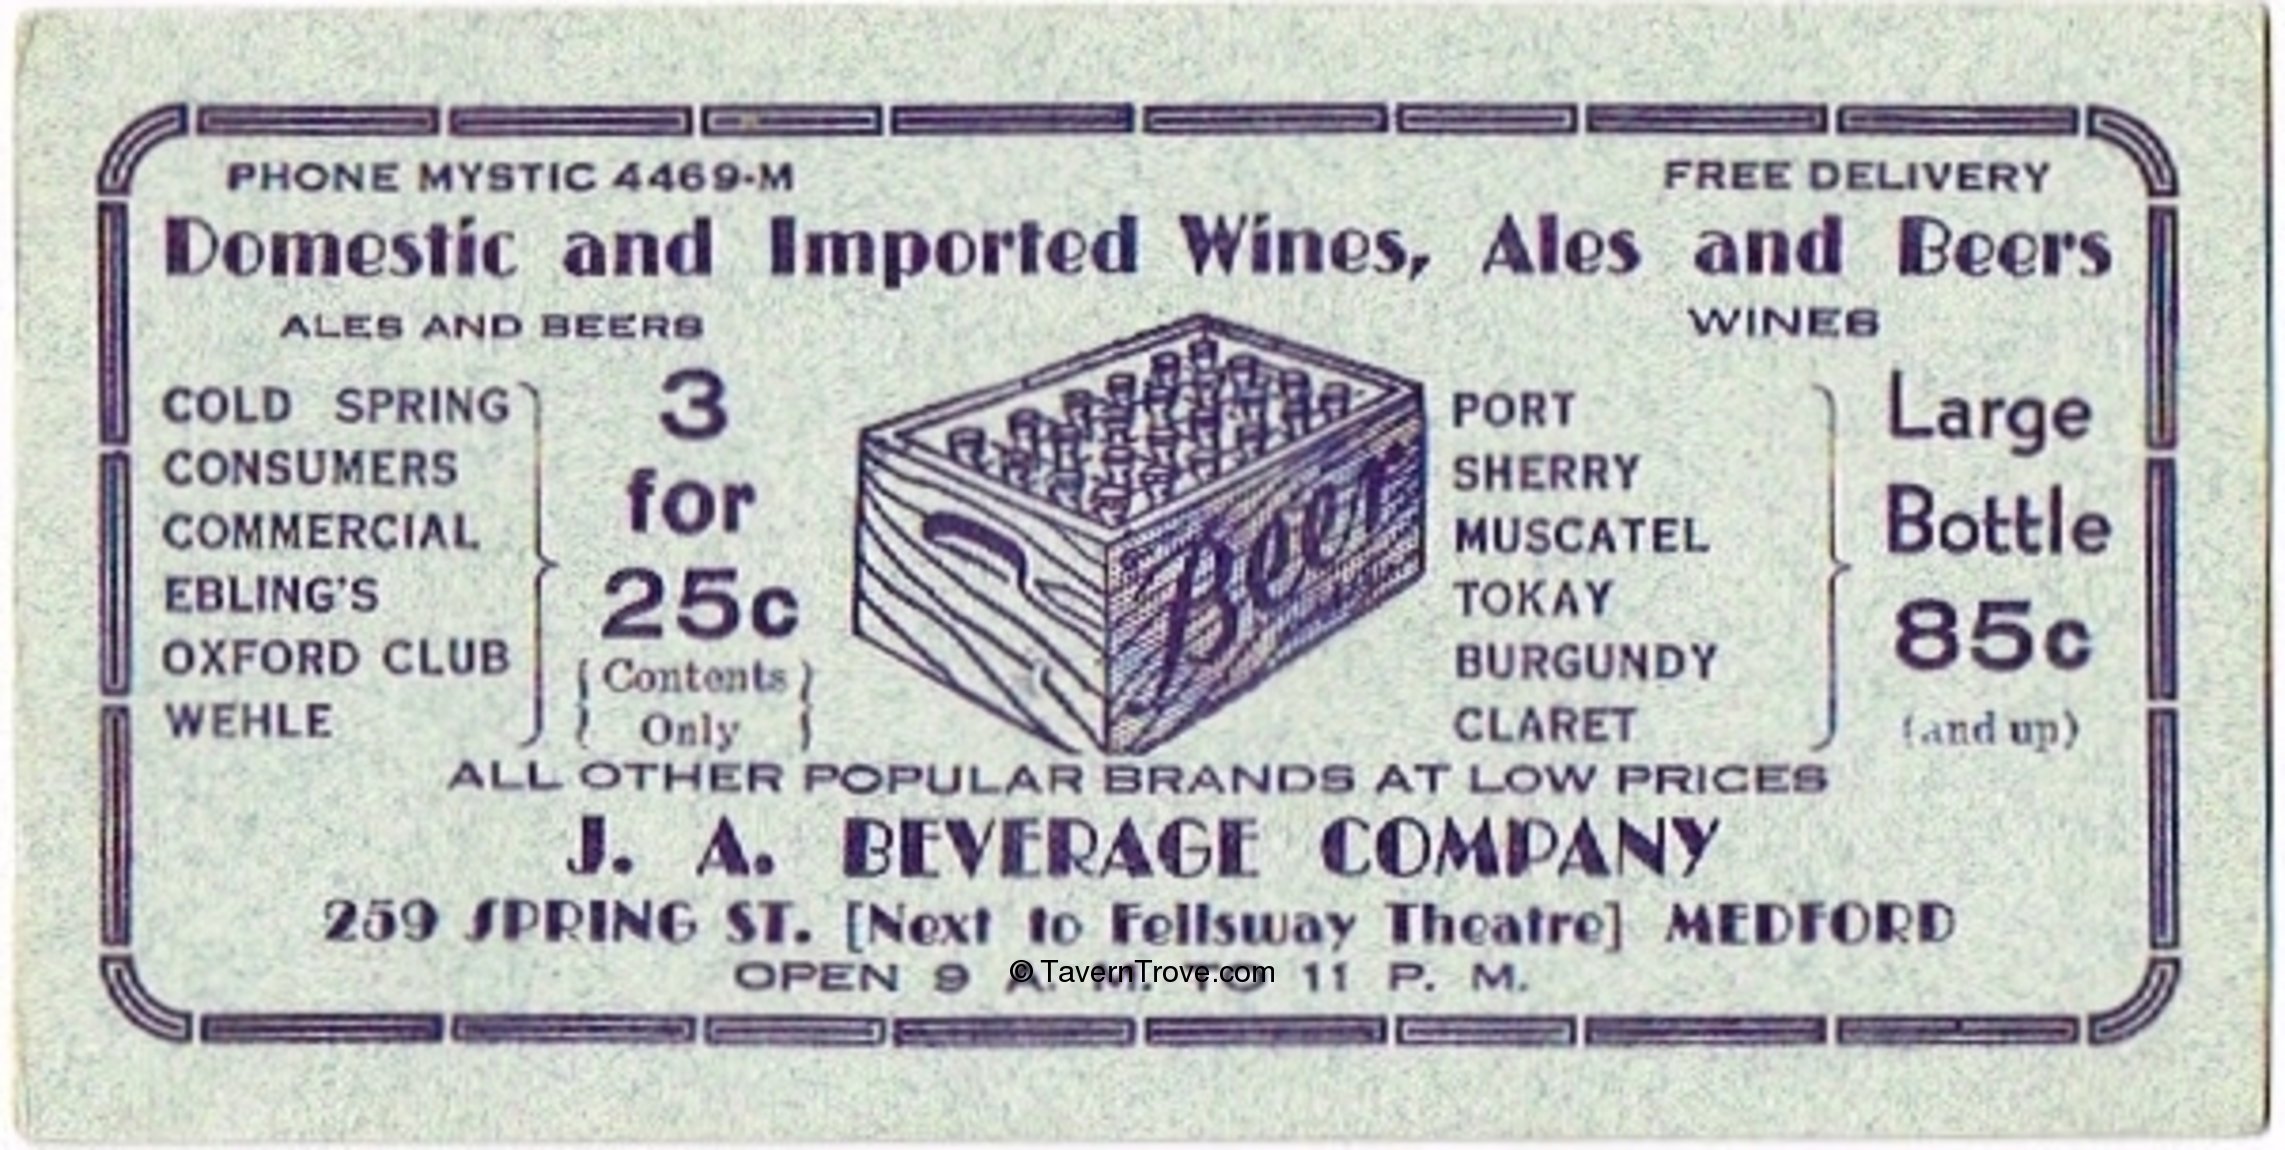 PHONE MYSTIC 4469-M
FREE DELIVERY
Domestic and Imported Wines, Ales and Beers
ALES AND BEERS
COLD SPRING
CONSUMERS
COMMERCIAL
EBLING'S
OXFORD CLUB
WEHLE
3
for
25c
(Contents
Only)
Beer
WINES
PORT
SHERRY
MUSCATEL
TOKAY
BURGUNDY
CLARET
Large
Bottle
85c
(and up)
ALL OTHER POPULAR BRANDS AT LOW PRICES
J. A. BEVERAGE COMPANY
259 SPRING ST. [Next to Fellsway Theatre] MEDFORD
OPEN 9 A. M. TO 11 P. M.
© TavernTrove.com